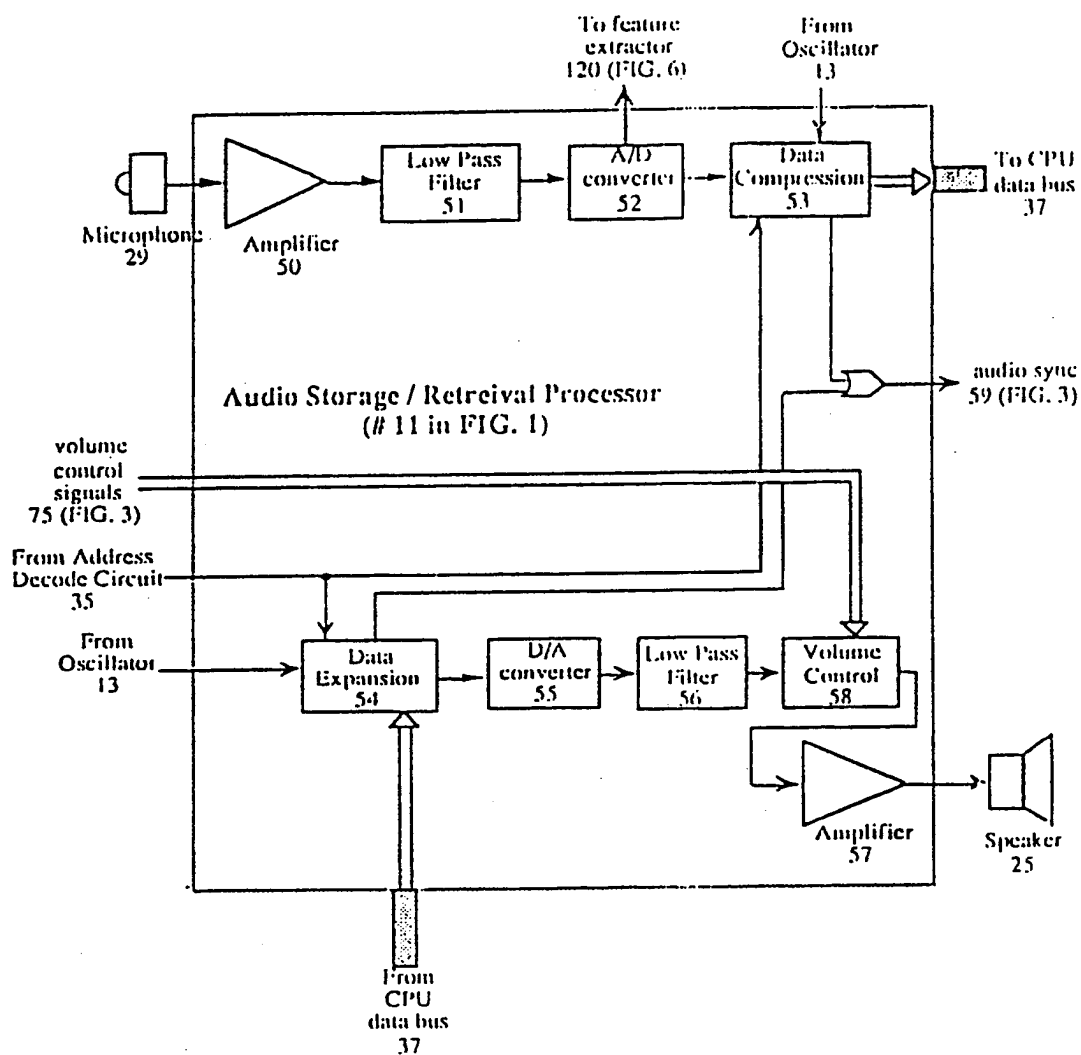 To feature
extractor
120 (FIG. 6)
From
Oscillator
13
Low Pass
Filter
51
A/D
converter
52
Data
Compression
53
To CPU
data bus
37
Microphone
29
Amplifier
50
audio sync
59 (FIG. 3)
Audio Storage / Retreival Processor
(# 11 in FIG. 1)
volume
control
signals
75 (FIG. 3)
From Address
Decode Circuit
35
From
Oscillator
13
Data
Expansion
54
D/A
converter
55
Low Pass
Filter
56
Volume
Control
58
Amplifier
57
Speaker
25
From
CPU
data bus
37